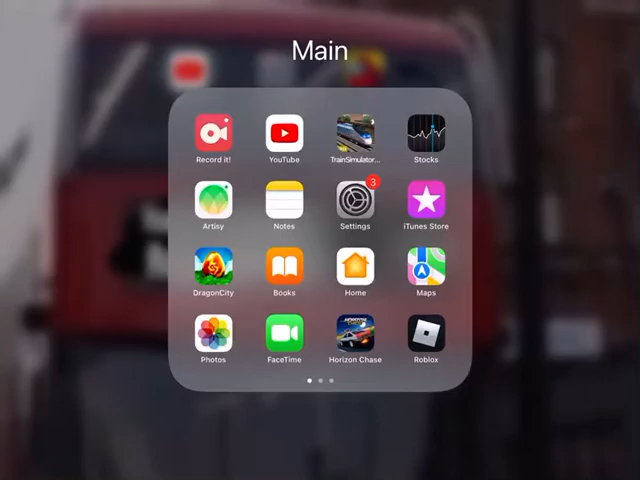 Main
Record it!
YouTube
TrainSimulator...
Stocks
Artisy
Notes
3
Settings
iTunes Store
DragonCity
Books
Home
Maps
Photos
FaceTime
Horizon Chase
Roblox